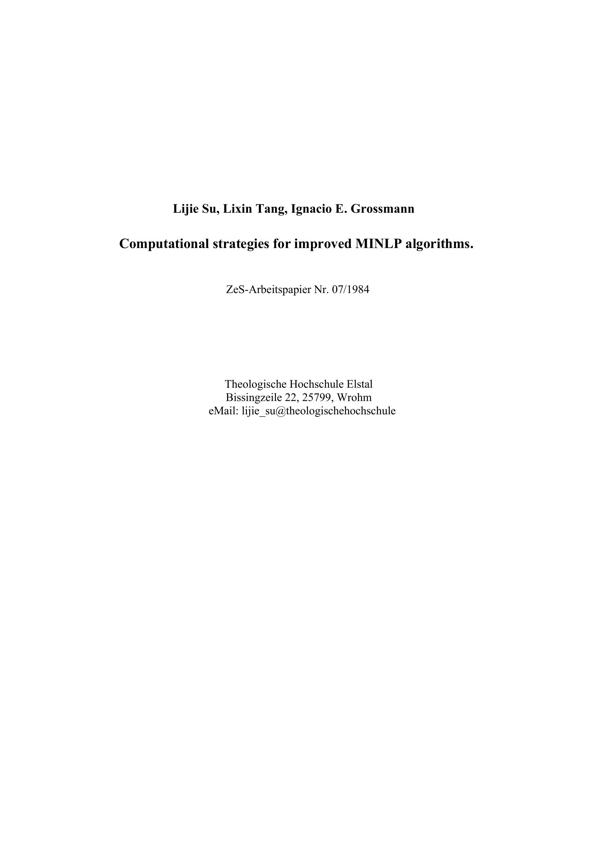 Lijie Su, Lixin Tang, Ignacio E. Grossmann
Computational strategies for improved MINLP algorithms.
ZeS-Arbeitspapier Nr. 07/1984
Theologische Hochschule Elstal
Bissingzeile 22, 25799, Wrohm
eMail: lijie_su@theologischehochschule